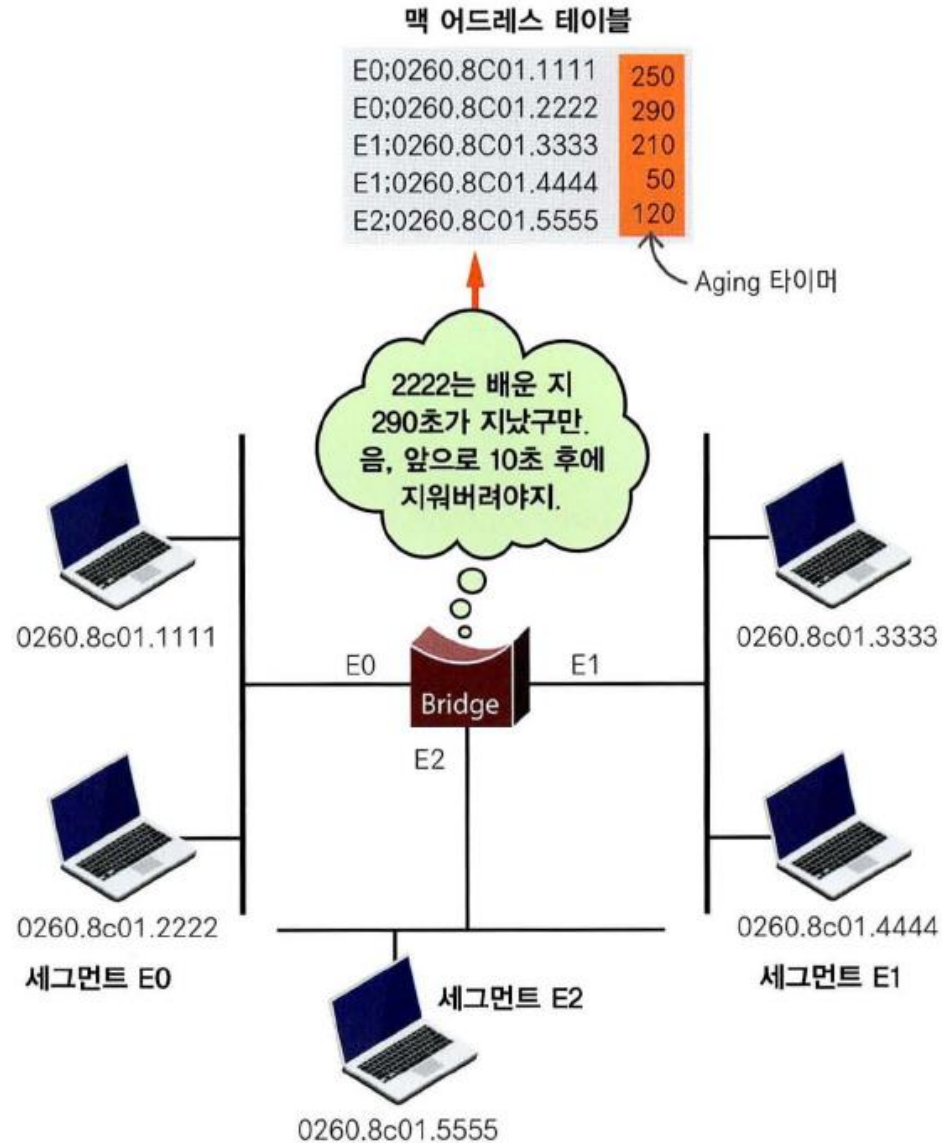 맥 어드레스 테이블
E0;0260.8C01.1111 250
E0;0260.8C01.2222 290
E1;0260.8C01.3333 210
E1;0260.8C01.4444 50
E2;0260.8C01.5555 120
Aging 타이머
2222는 배운 지
290초가 지났구만.
음, 앞으로 10초 후에
지워버려야지.
0260.8c01.1111
0260.8c01.3333
E0
E1
Bridge
E2
0260.8c01.2222
0260.8c01.4444
세그먼트 E0
세그먼트 E1
세그먼트 E2
0260.8c01.5555